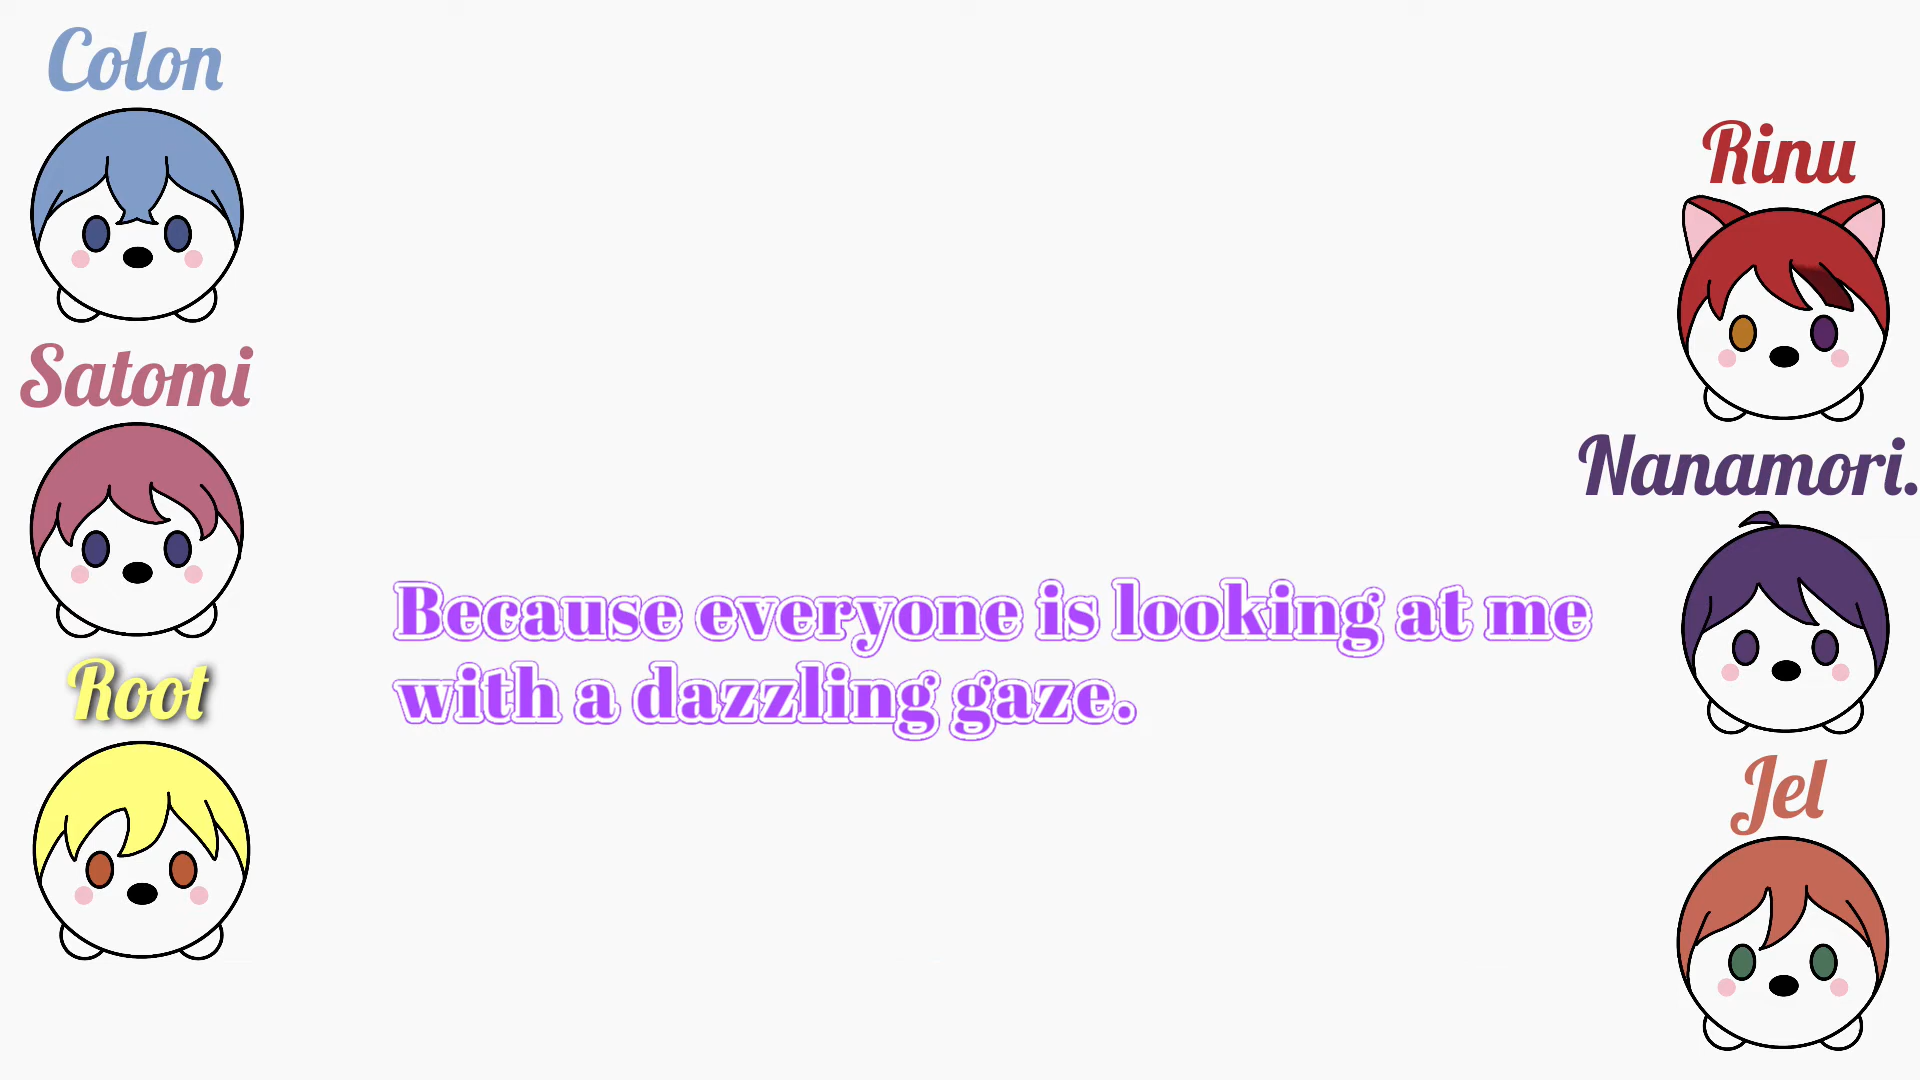 Colon
Satomi
Root
Because everyone is looking at me
with a dazzling gaze.
Rinu
Nanamori.
Jel